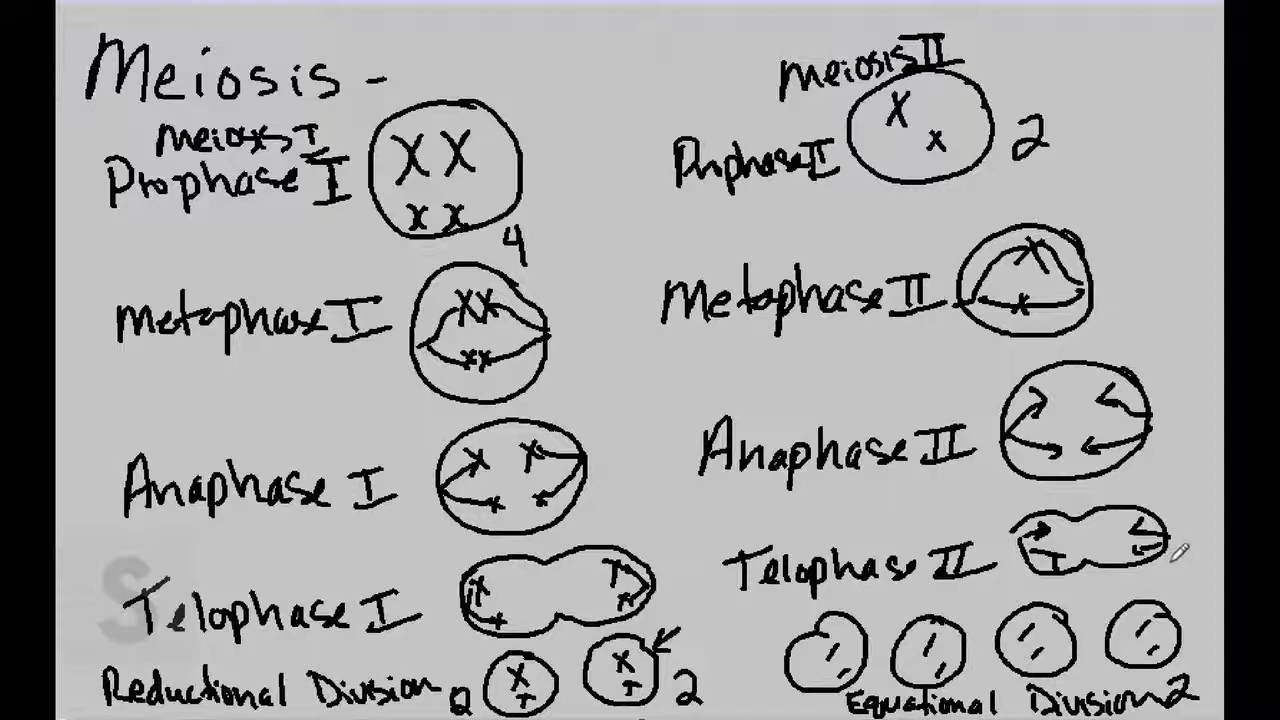 Meiosis -
Meiosis I
Prophase I
4
Metaphase I
Anaphase I
Telophase I
Reductional Division
2
2
Meiosis II
Prophase II
2
Metaphase II
Anaphase II
Telophase II
Equational Division 2